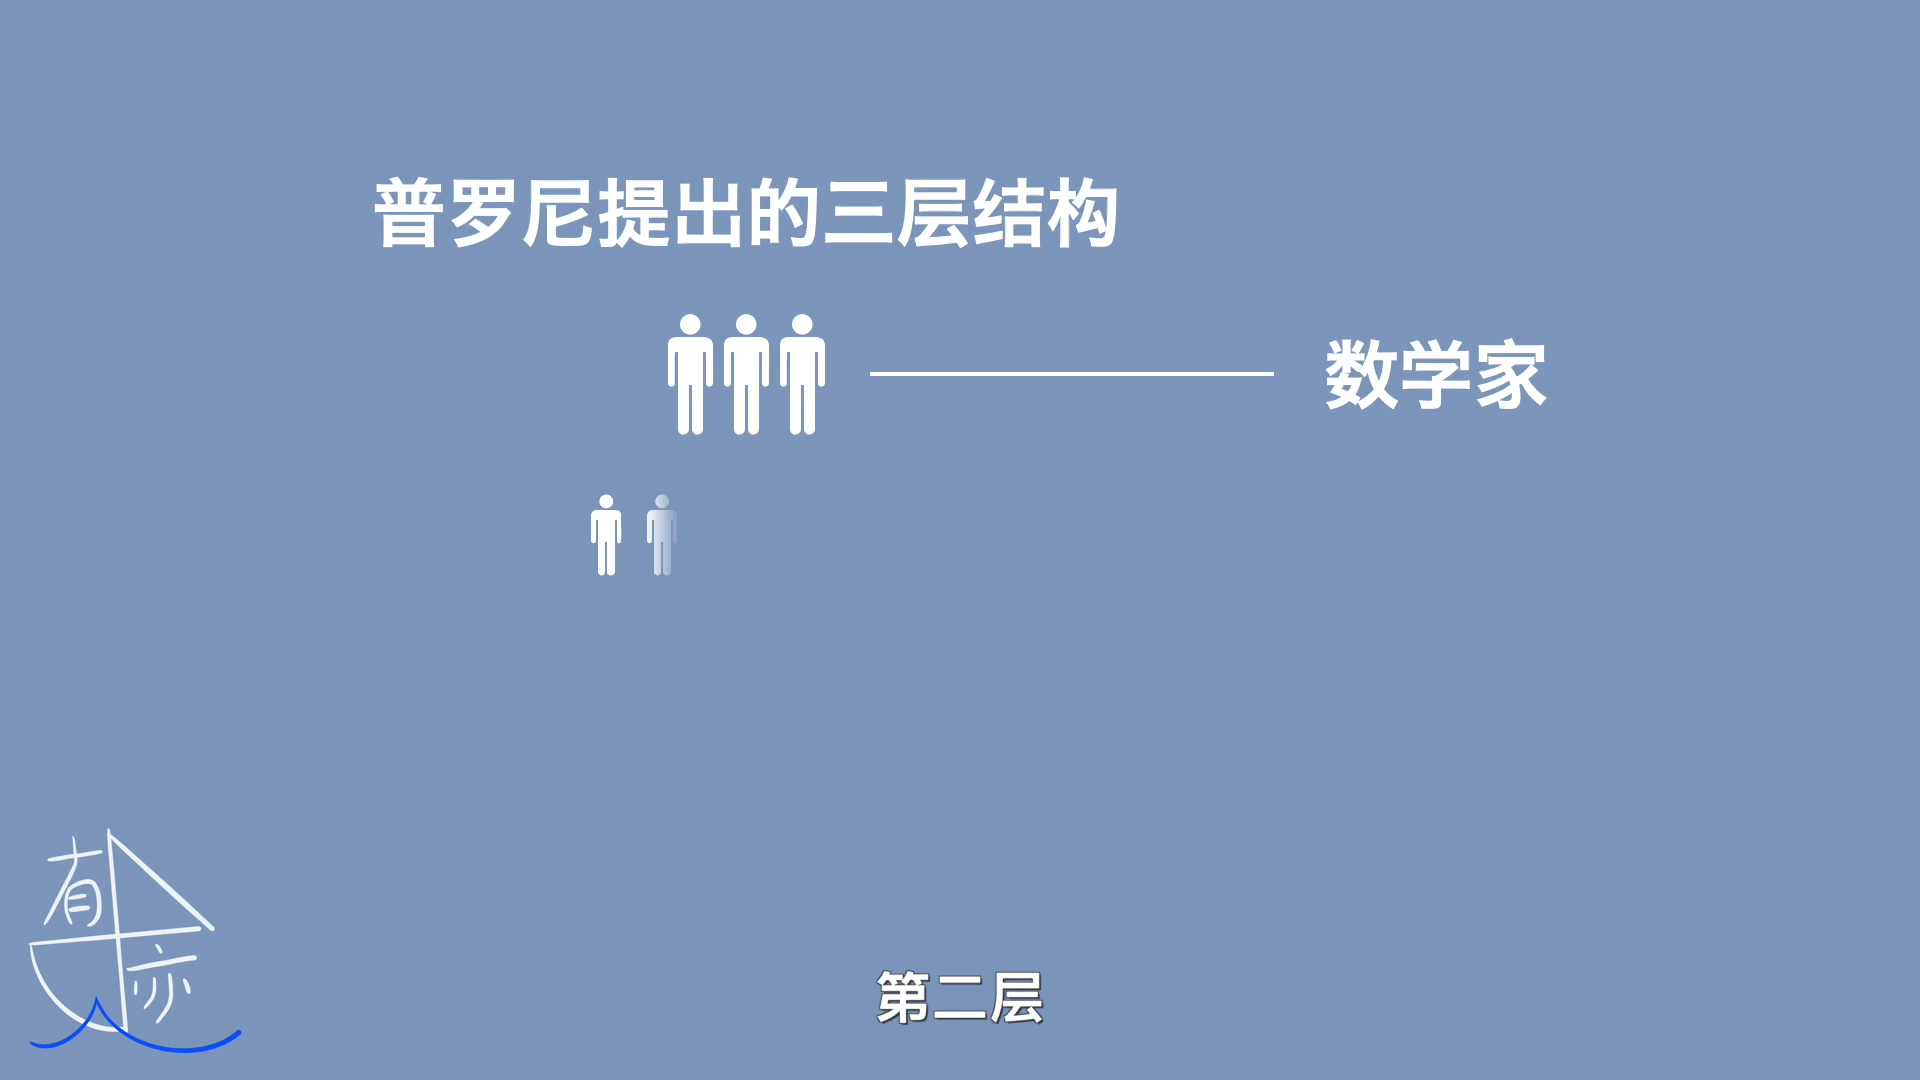 普罗尼提出的三层结构
数学家
有
亦
第二层